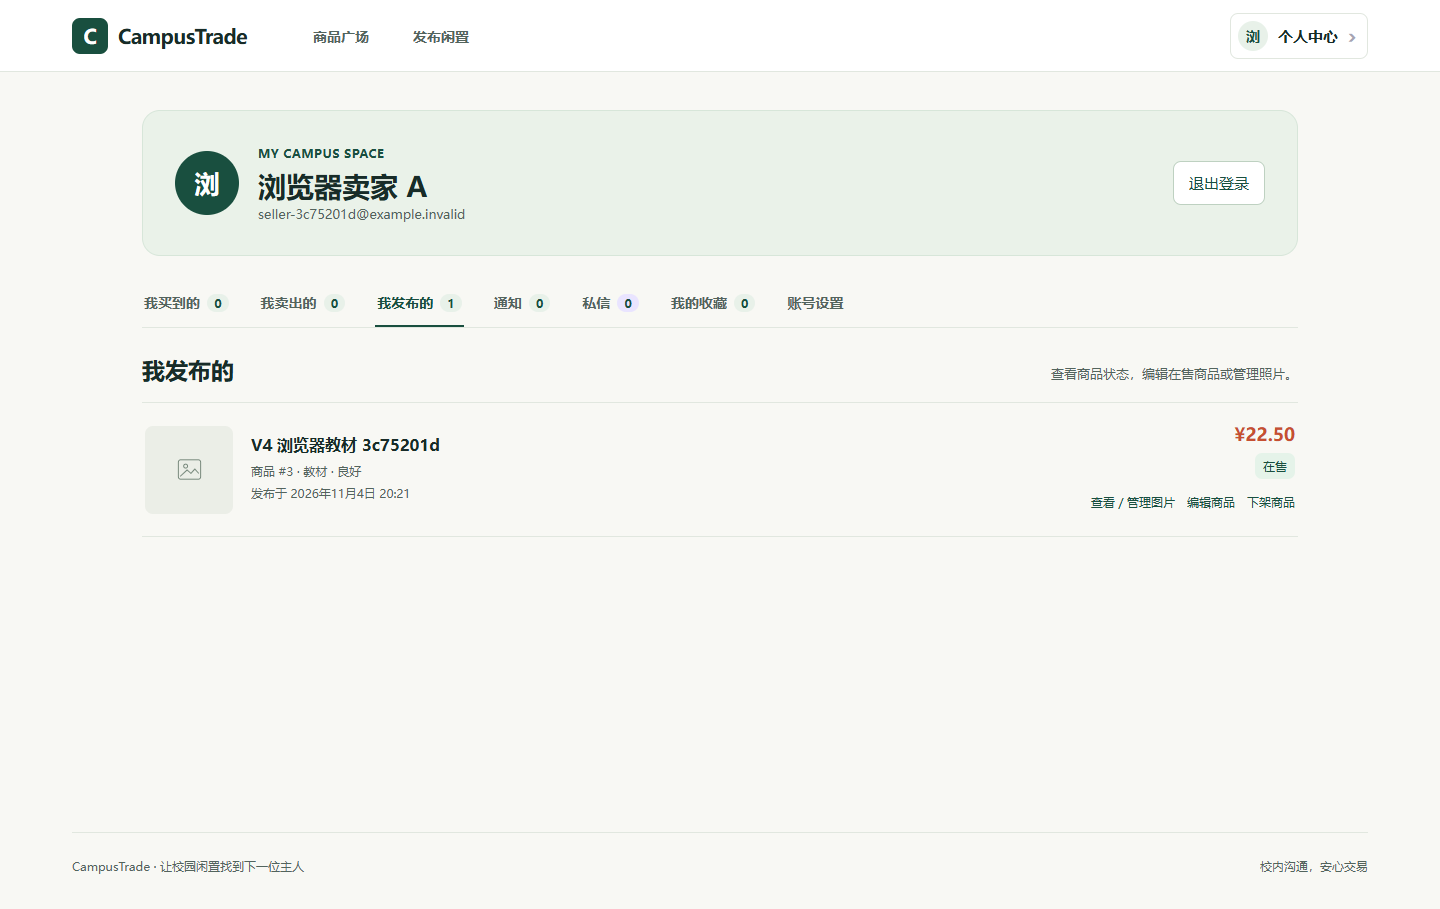 C CampusTrade 商品广场 发布闲置 浏 个人中心 ›
MY CAMPUS SPACE
浏 浏览器卖家 A
seller-3c75201d@example.invalid
退出登录
我买到的 0 我卖出的 0 我发布的 1 通知 0 私信 0 我的收藏 0 账号设置
我发布的
查看商品状态，编辑在售商品或管理照片。
V4 浏览器教材 3c75201d
商品 #3 · 教材 · 良好
发布于 2026年11月4日 20:21
¥22.50
在售
查看 / 管理图片 编辑商品 下架商品
CampusTrade · 让校园闲置找到下一位主人
校内沟通，安心交易